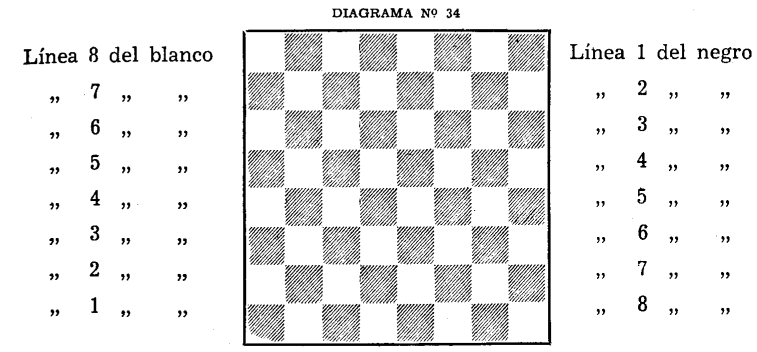 DIAGRAMA Nº 34
Línea 8 del blanco Línea 1 del negro
„ 7 „ „ „ 2 „ „
„ 6 „ „ „ 3 „ „
„ 5 „ „ „ 4 „ „
„ 4 „ „ „ 5 „ „
„ 3 „ „ „ 6 „ „
„ 2 „ „ „ 7 „ „
„ 1 „ „ „ 8 „ „